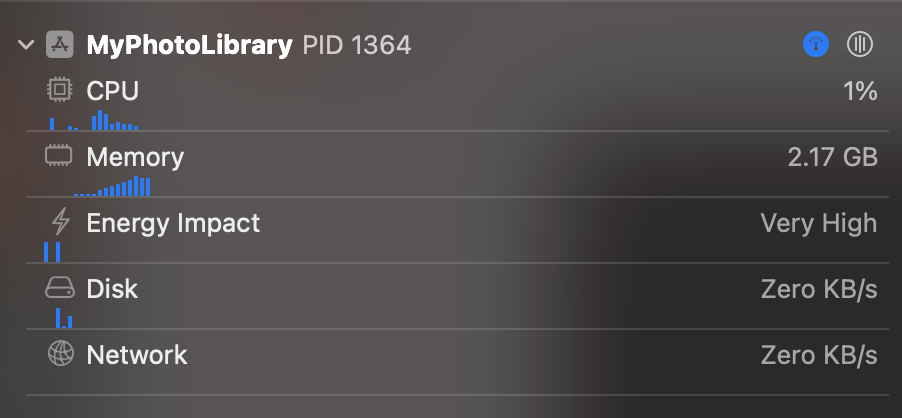 MyPhotoLibrary PID 1364
CPU 1%
Memory 2.17 GB
Energy Impact Very High
Disk Zero KB/s
Network Zero KB/s